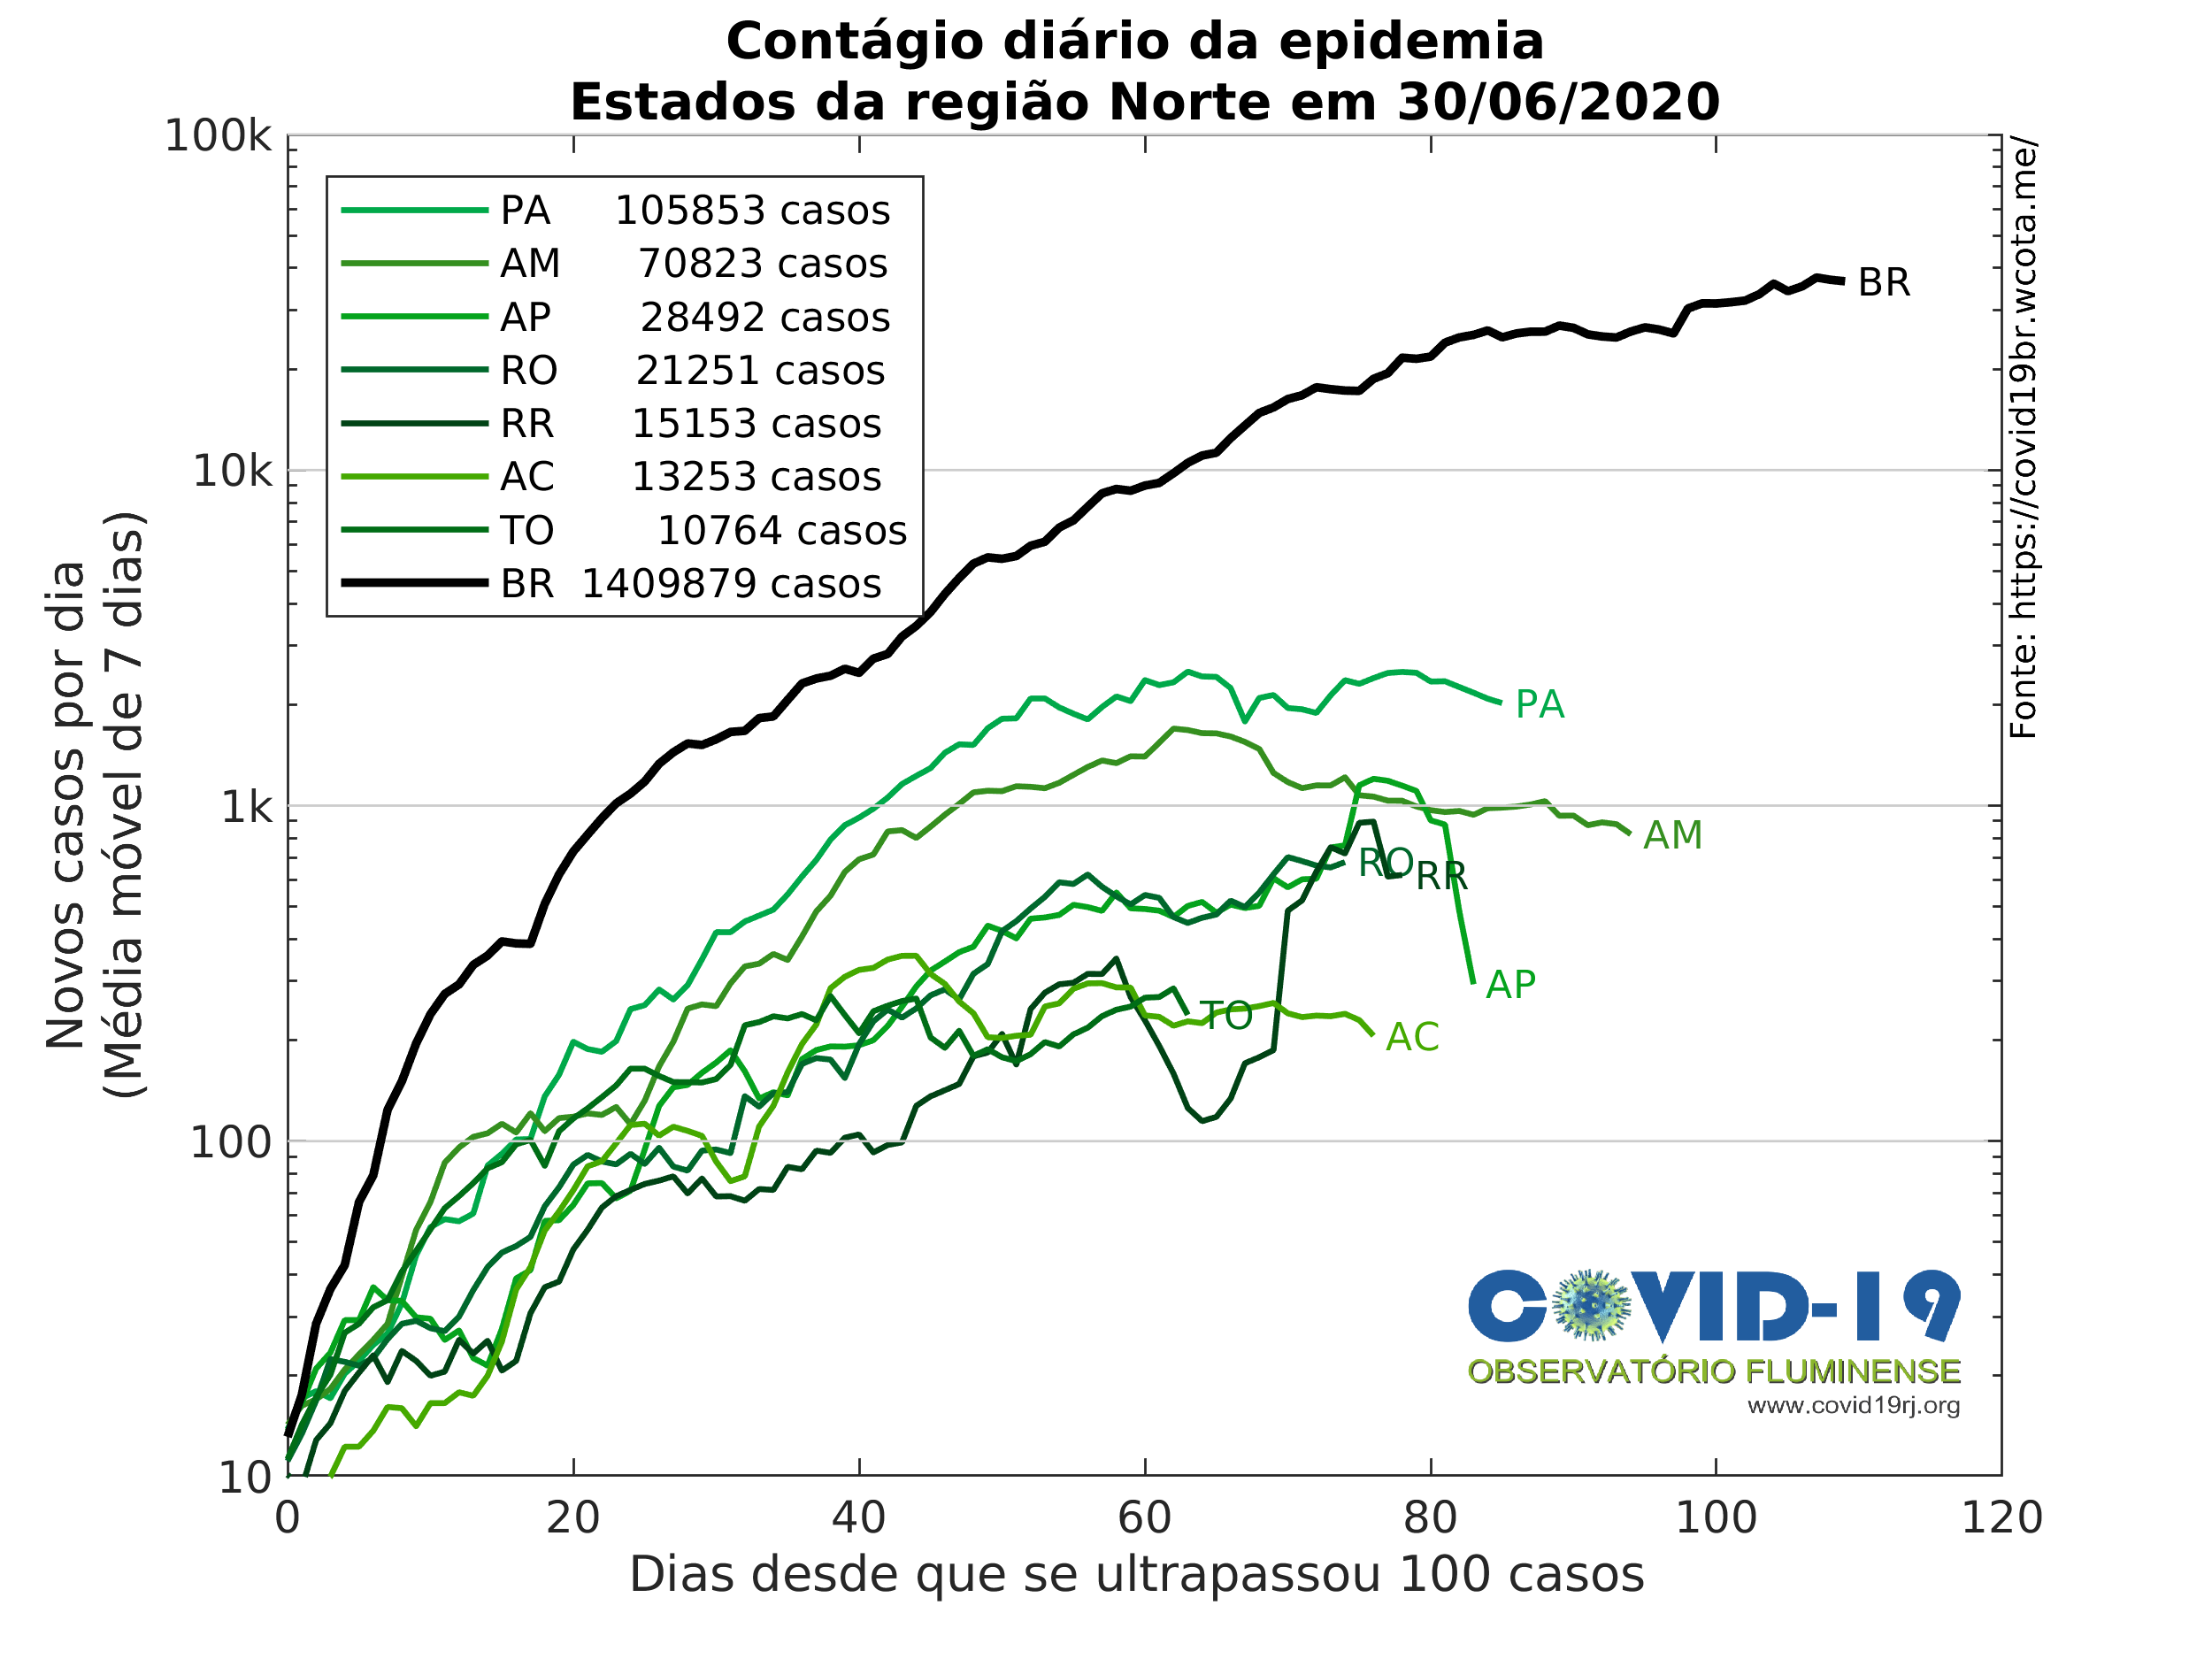 Contágio diário da epidemia
Estados da região Norte em 30/06/2020
100k
10k
1k
100
10
Novos casos por dia
(Média móvel de 7 dias)
PA 105853 casos
AM 70823 casos
AP 28492 casos
RO 21251 casos
RR 15153 casos
AC 13253 casos
TO 10764 casos
BR 1409879 casos
BR
PA
AM
RO
RR
AP
TO
AC
Fonte: https://covid19br.wcota.me/
COVID-19
OBSERVATÓRIO FLUMINENSE
www.covid19rj.org
0 20 40 60 80 100 120
Dias desde que se ultrapassou 100 casos